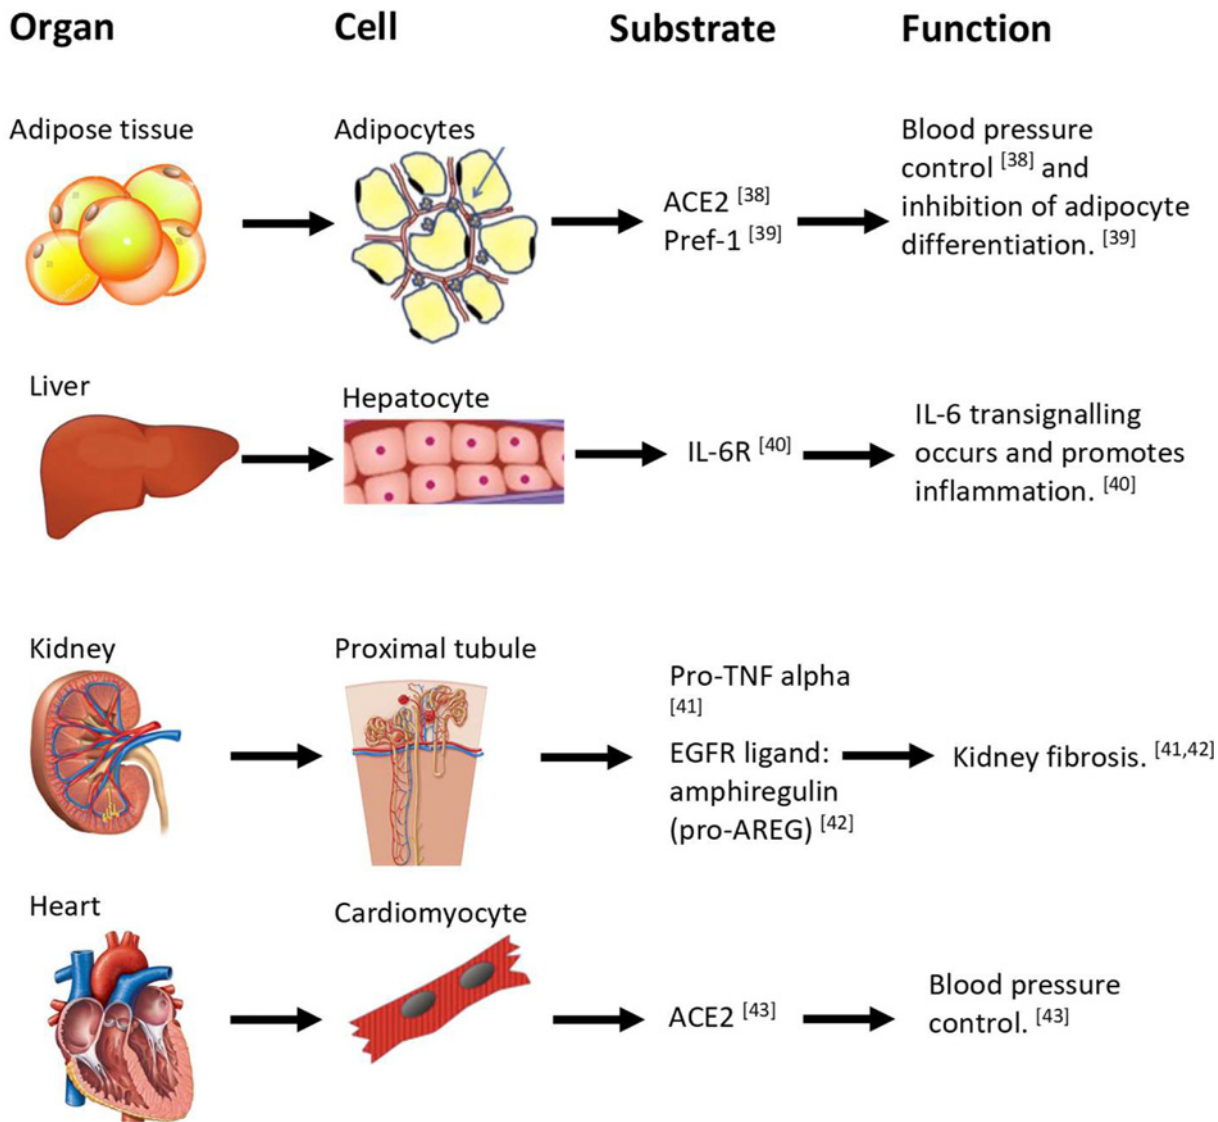 Organ Cell Substrate Function
Adipose tissue
Adipocytes
ACE2 [38]
Pref-1 [39]
Blood pressure
control [38] and
inhibition of adipocyte
differentiation. [39]
Liver
Hepatocyte
IL-6R [40]
IL-6 transignalling
occurs and promotes
inflammation. [40]
Kidney
Proximal tubule
Pro-TNF alpha
[41]
EGFR ligand:
amphiregulin
(pro-AREG) [42]
Kidney fibrosis. [41,42]
Heart
Cardiomyocyte
ACE2 [43]
Blood pressure
control. [43]